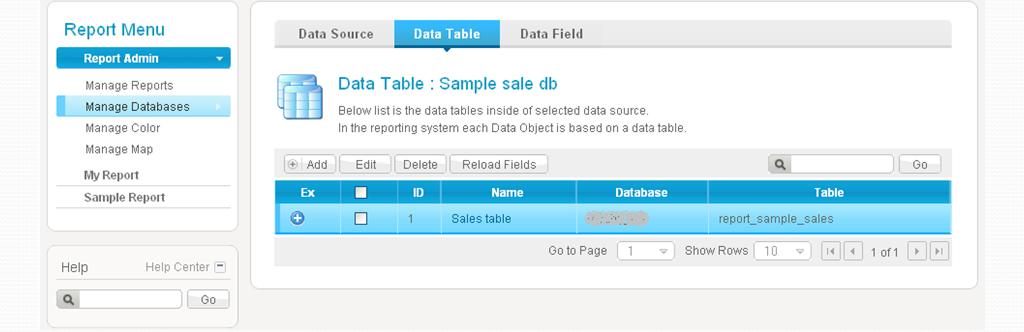 Report Menu
Report Admin
Manage Reports
Manage Databases
Manage Color
Manage Map
My Report
Sample Report
Help
Help Center
Go
Data Source Data Table Data Field
Data Table : Sample sale db
Below list is the data tables inside of selected data source.
In the reporting system each Data Object is based on a data table.
Add Edit Delete Reload Fields Go
Ex ID Name Database Table
1 Sales table report_sample_sales
Go to Page 1 Show Rows 10 1 of 1